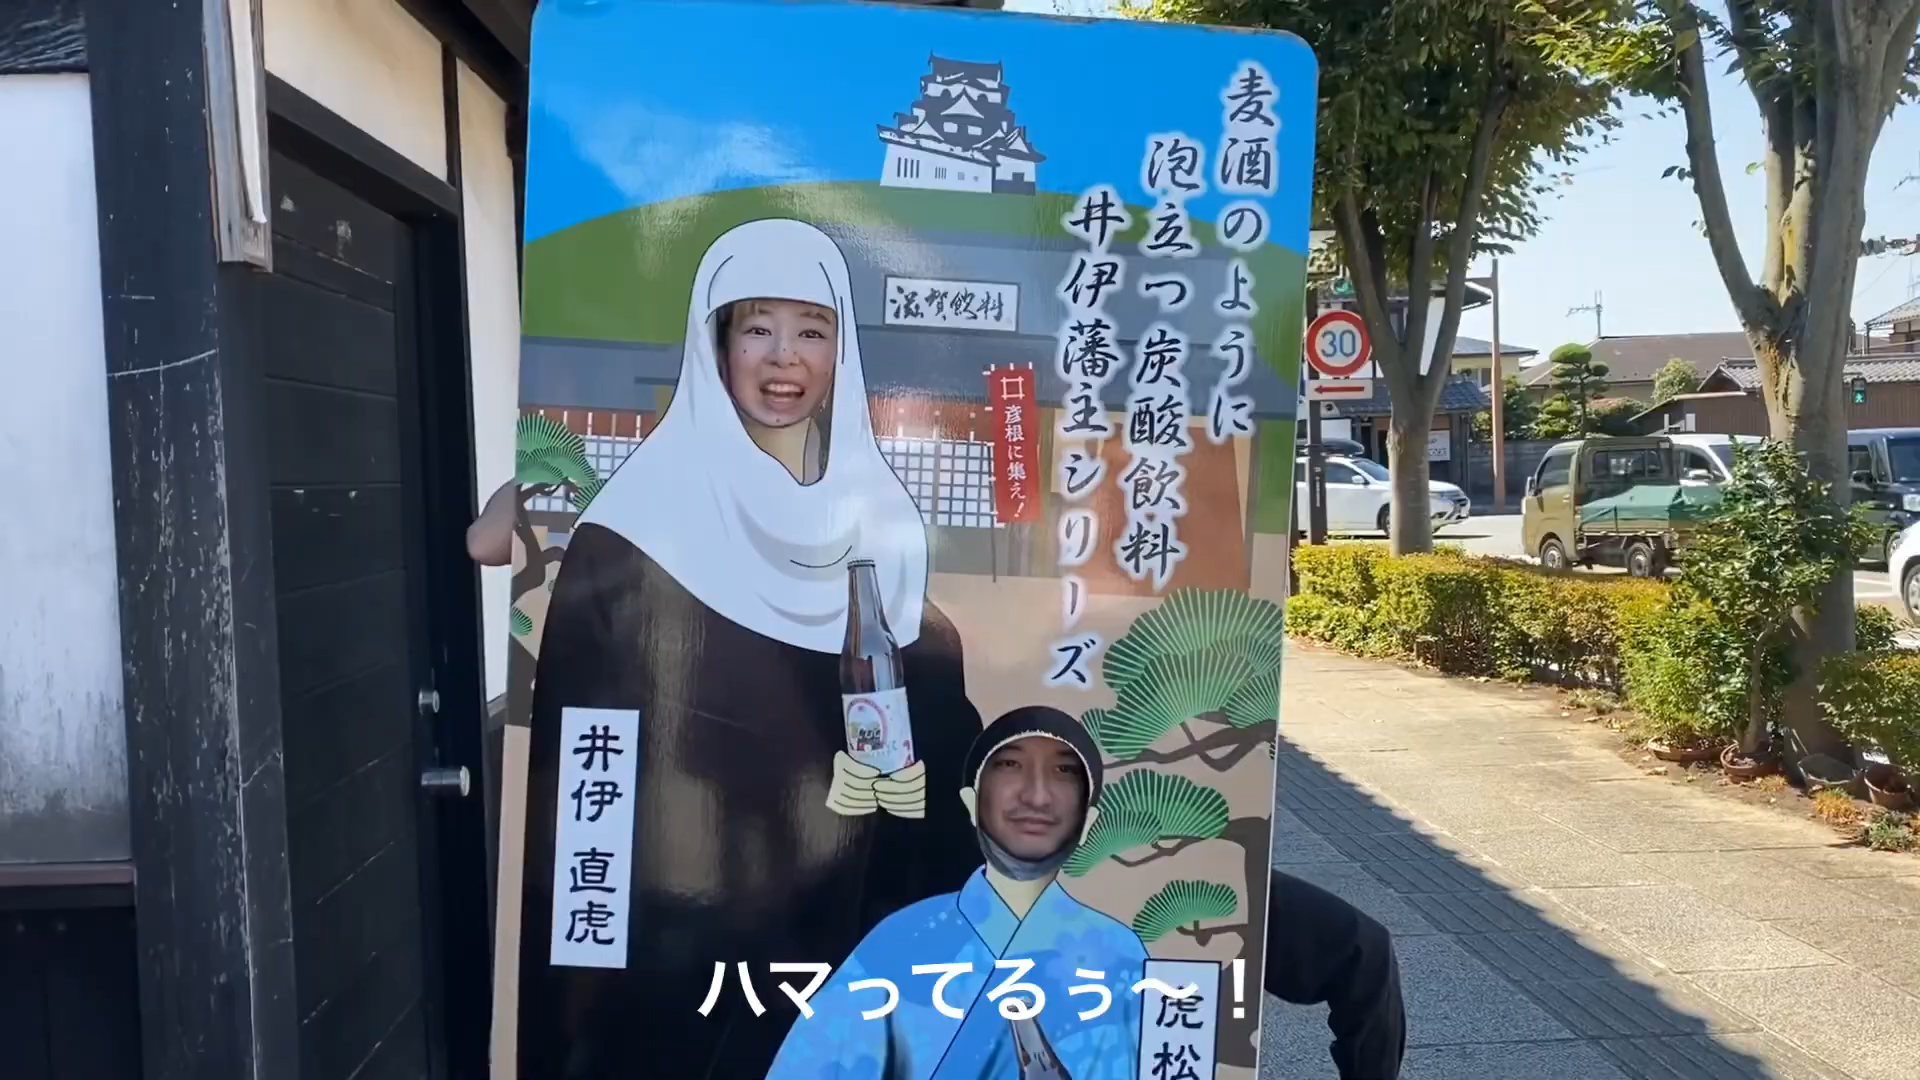 麦酒のように
泡立つ炭酸飲料
井伊藩主シリーズ
滋賀飲料
彦根に集え!
30
井伊 直虎
虎松
ハマってるぅ〜!